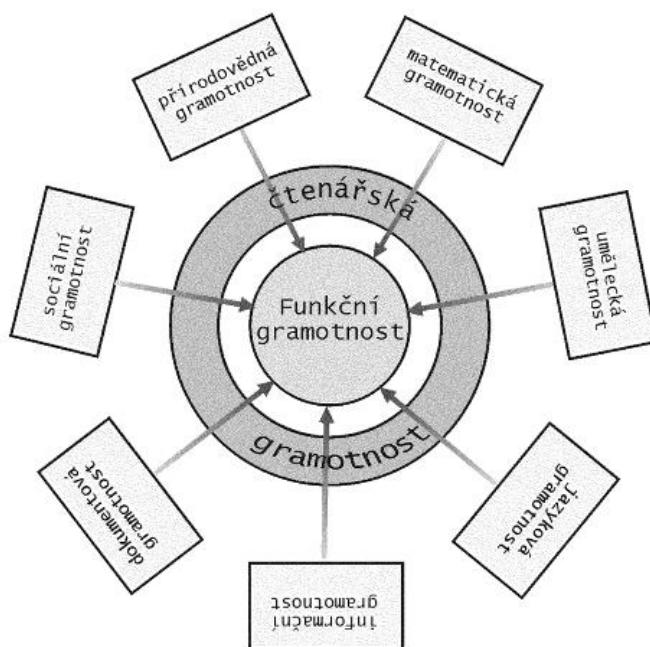 přírodovědná
gramotnost
matematická
gramotnost
čtenářská
gramotnost
sociální
gramotnost
Funkční
gramotnost
umělecká
gramotnost
dokumentová
gramotnost
informační
gramotnost
jazyková
gramotnost